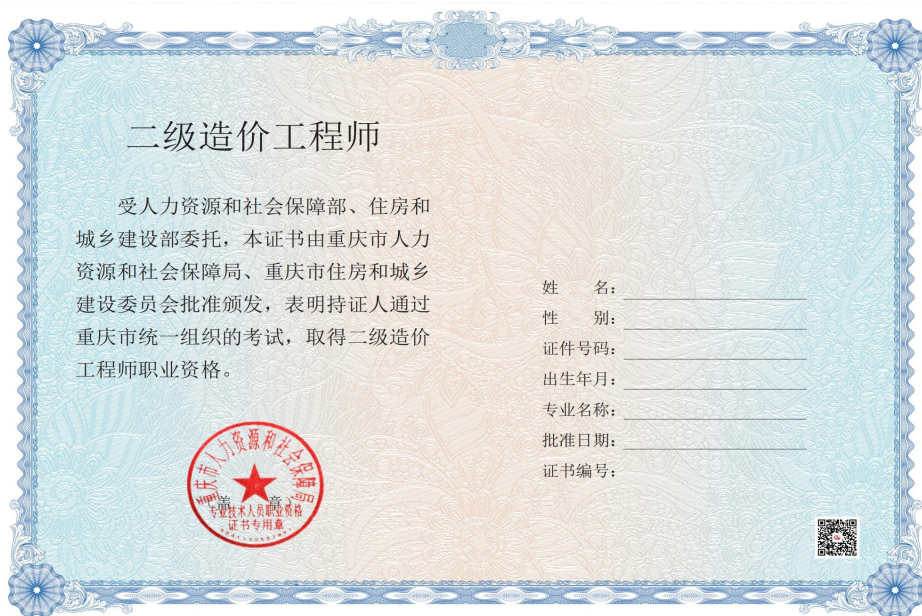 二级造价工程师
受人力资源和社会保障部、住房和
城乡建设部委托，本证书由重庆市人力
资源和社会保障局、重庆市住房和城乡
建设委员会批准颁发，表明持证人通过
重庆市统一组织的考试，取得二级造价
工程师职业资格。
姓 名：
性 别：
证件号码：
出生年月：
专业名称：
批准日期：
证书编号：
重庆市人力资源和社会保障局
盖 章）
专业技术人员职业资格
证书专用章